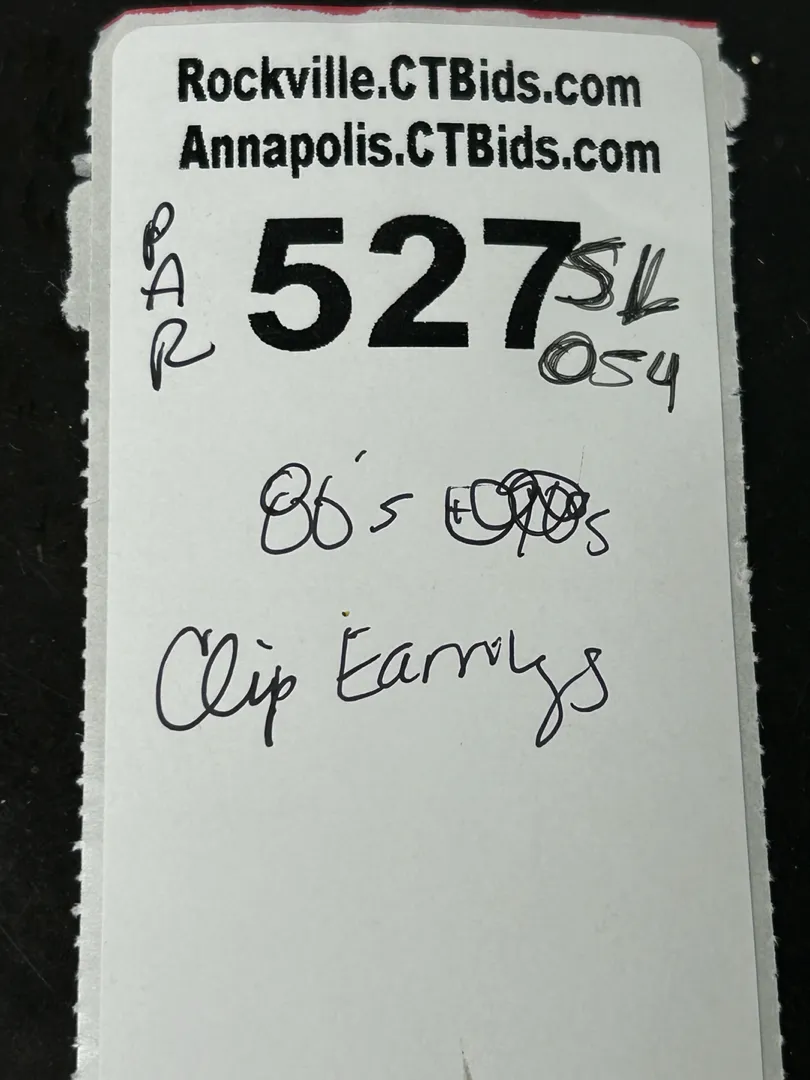 Rockville.CTBids.com
Annapolis.CTBids.com
PAR
527
SL
054
80's
Clip Earrings